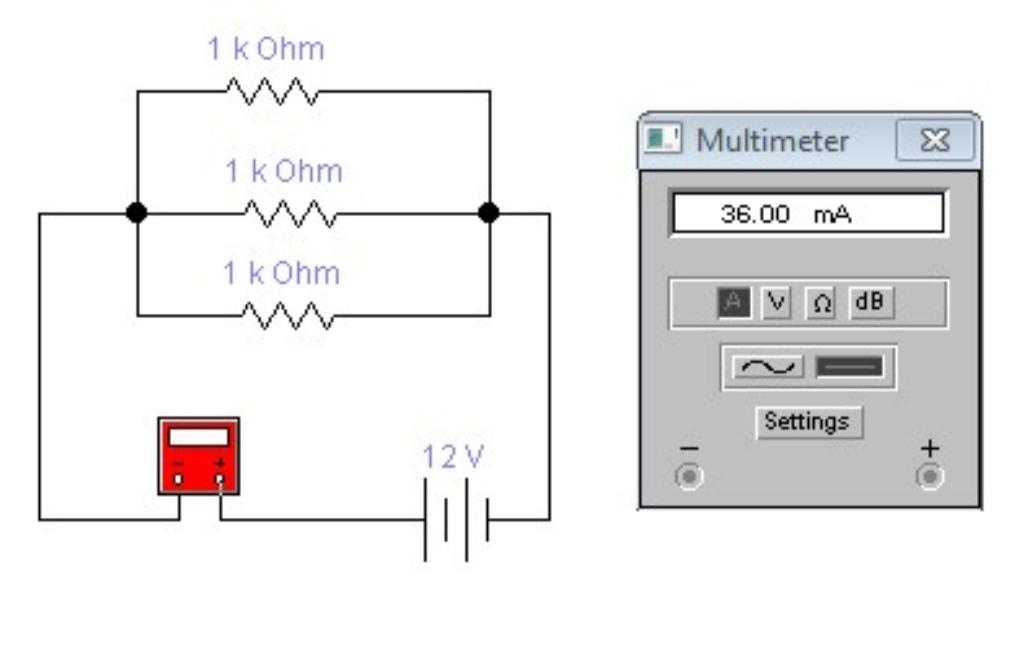 1 k Ohm
1 k Ohm
1 k Ohm
12 V
- +
Multimeter
36.00 mA
A V Ω dB
Settings
- +